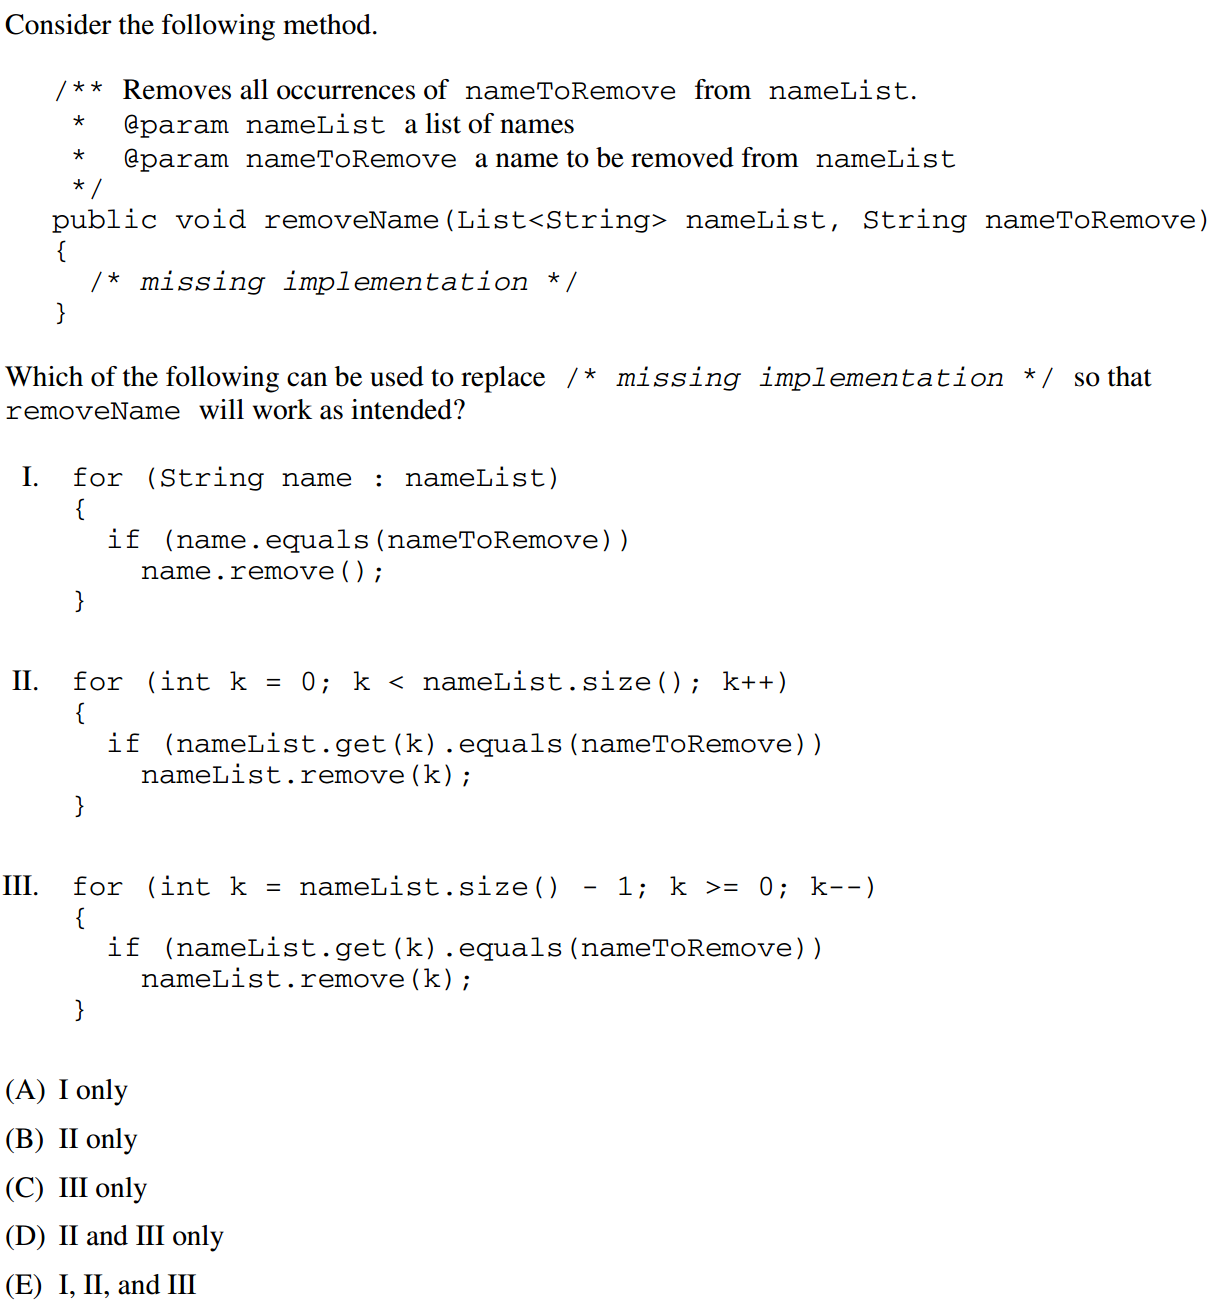 Consider the following method.
/** Removes all occurrences of nameToRemove from nameList.
* @param nameList a list of names
* @param nameToRemove a name to be removed from nameList
*/
public void removeName(List<String> nameList, String nameToRemove)
{
/* missing implementation */
}
Which of the following can be used to replace /* missing implementation */ so that
removeName will work as intended?
I. for (String name : nameList)
{
if (name.equals(nameToRemove))
name.remove();
}
II. for (int k = 0; k < nameList.size(); k++)
{
if (nameList.get(k).equals(nameToRemove))
nameList.remove(k);
}
III. for (int k = nameList.size() - 1; k >= 0; k--)
{
if (nameList.get(k).equals(nameToRemove))
nameList.remove(k);
}
(A) I only
(B) II only
(C) III only
(D) II and III only
(E) I, II, and III